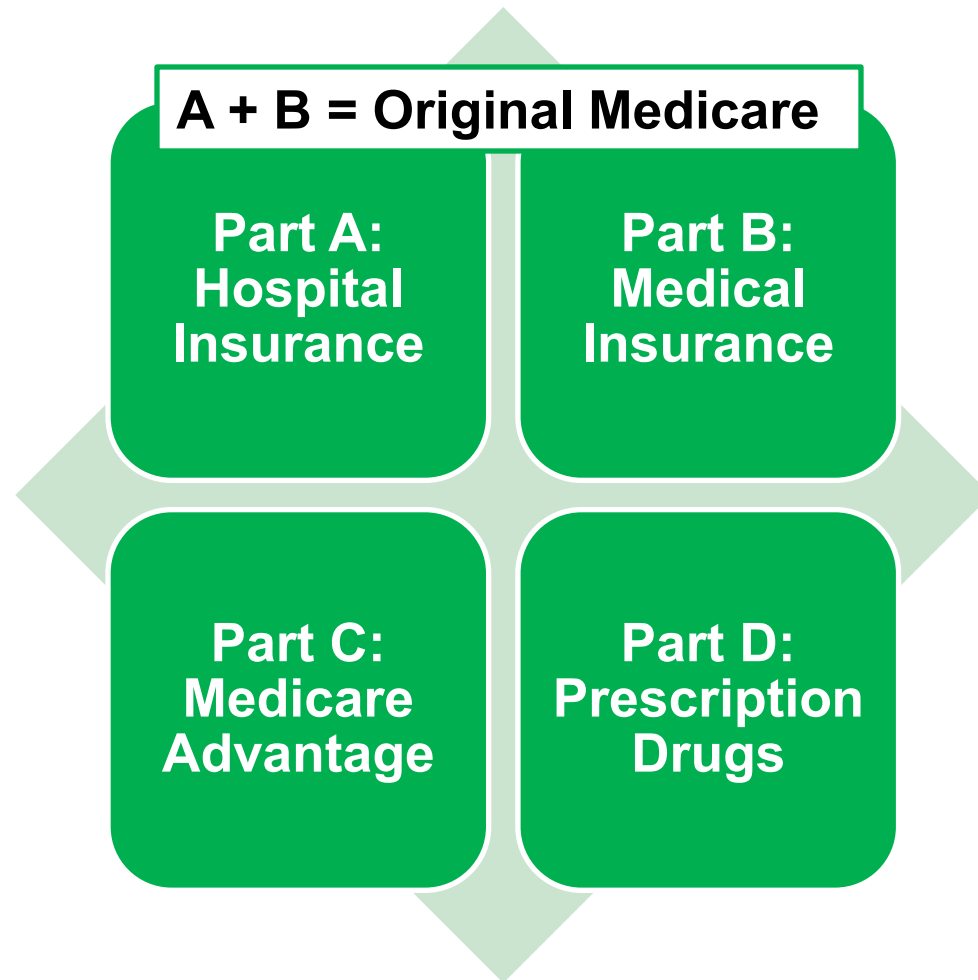 A + B = Original Medicare
Part A:
Hospital
Insurance
Part B:
Medical
Insurance
Part C:
Medicare
Advantage
Part D:
Prescription
Drugs